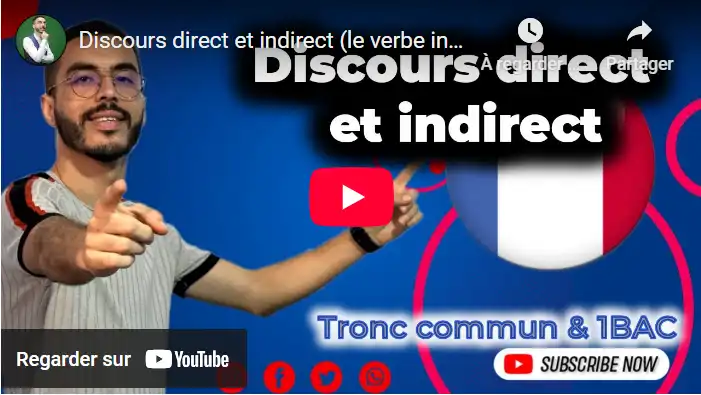 Discours direct et indirect (le verbe in...
À regarder
Partager
Discours direct
et indirect
Tronc commun & 1BAC
SUBSCRIBE NOW
Regarder sur YouTube